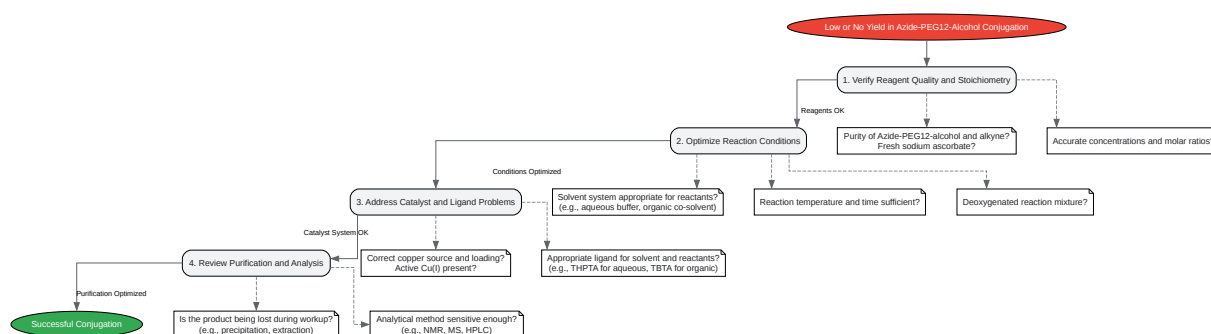 Low or No Yield in Azide-PEG12-Alcohol Conjugation
1. Verify Reagent Quality and Stoichiometry
Reagents OK
Purity of Azide-PEG12-alcohol and alkyne?
Fresh sodium ascorbate?
Accurate concentrations and molar ratios?
2. Optimize Reaction Conditions
Conditions Optimized
Solvent system appropriate for reactants?
(e.g., aqueous buffer, organic co-solvent)
Reaction temperature and time sufficient?
Deoxygenated reaction mixture?
3. Address Catalyst and Ligand Problems
Catalyst System OK
Correct copper source and loading?
Active Cu(I) present?
Appropriate ligand for solvent and reactants?
(e.g., THPTA for aqueous, TBTA for organic)
4. Review Purification and Analysis
Purification Optimized
Is the product being lost during workup?
(e.g., precipitation, extraction)
Analytical method sensitive enough?
(e.g., NMR, MS, HPLC)
Successful Conjugation